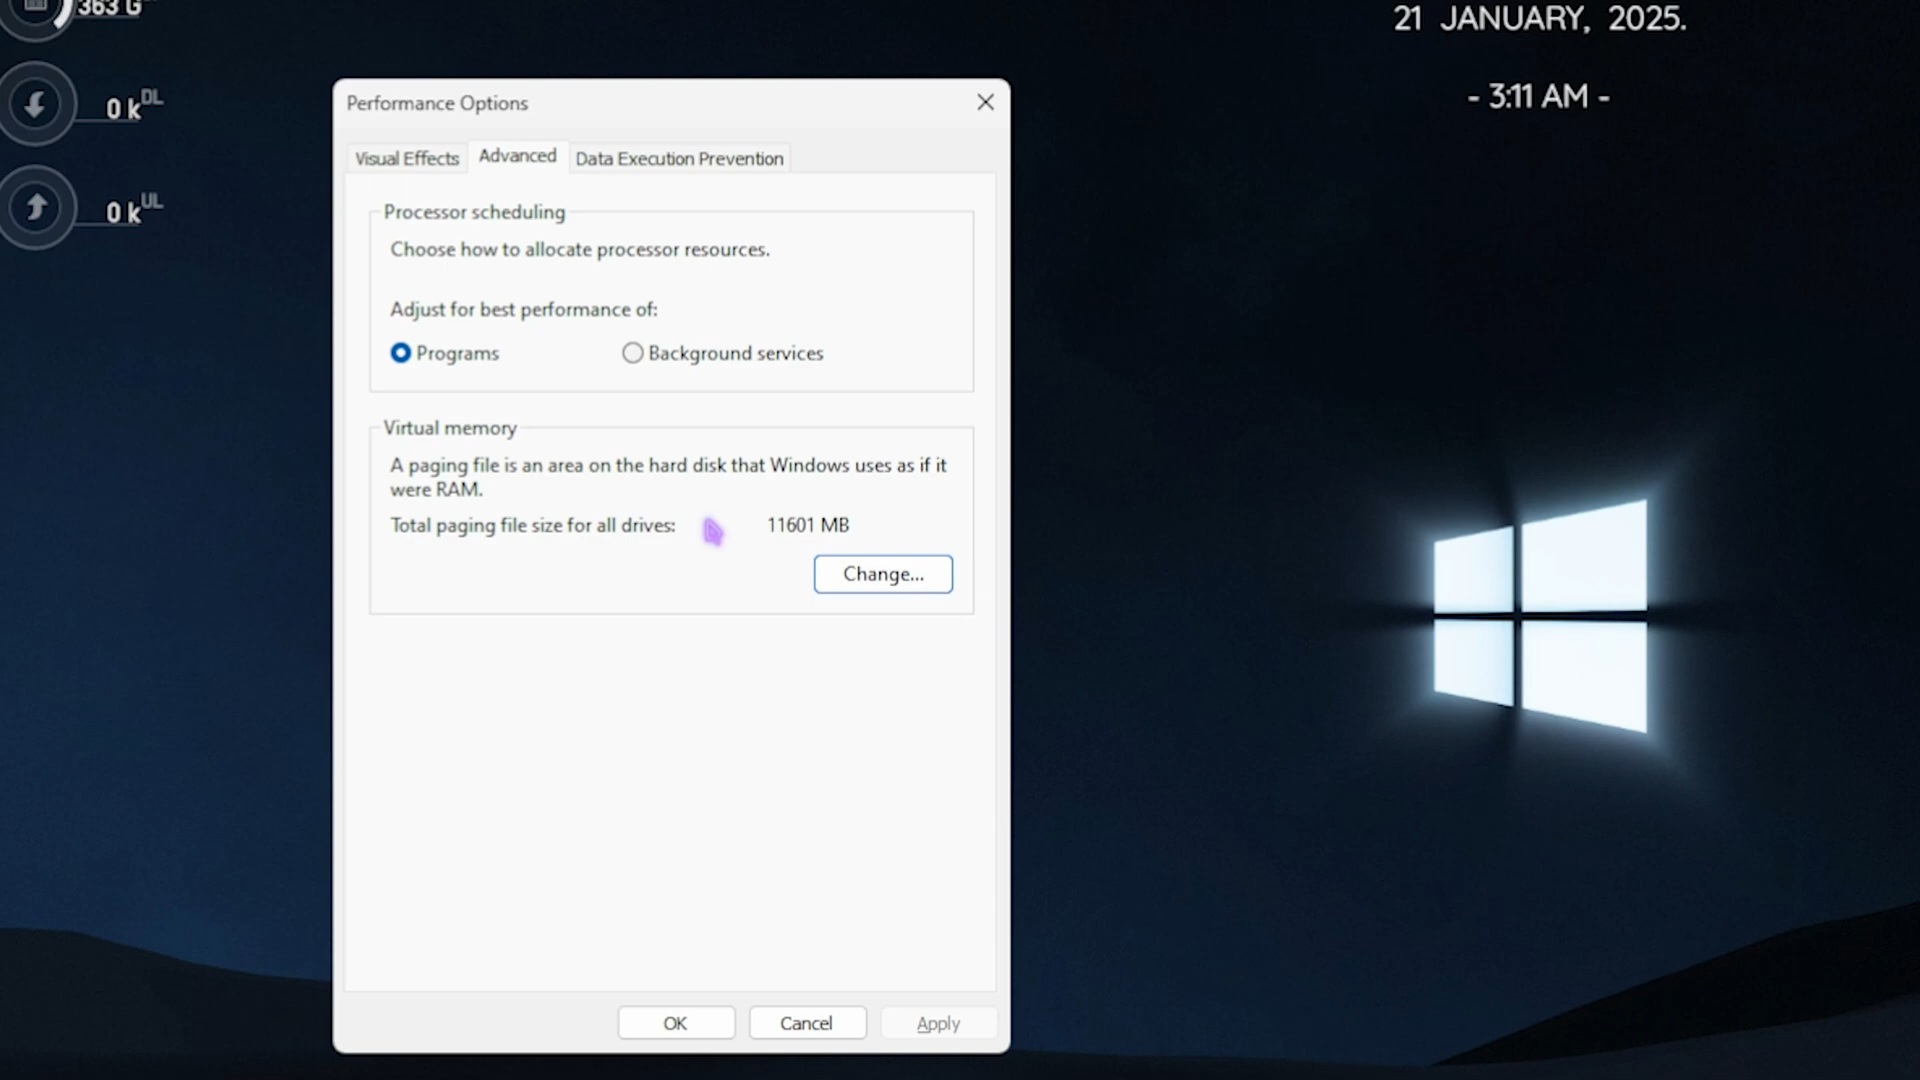 363 G
21 JANUARY, 2025.
- 3:11 AM -
0 k DL
0 k UL
Performance Options
Visual Effects
Advanced
Data Execution Prevention
Processor scheduling
Choose how to allocate processor resources.
Adjust for best performance of:
Programs
Background services
Virtual memory
A paging file is an area on the hard disk that Windows uses as if it
were RAM.
Total paging file size for all drives: 11601 MB
Change...
OK
Cancel
Apply